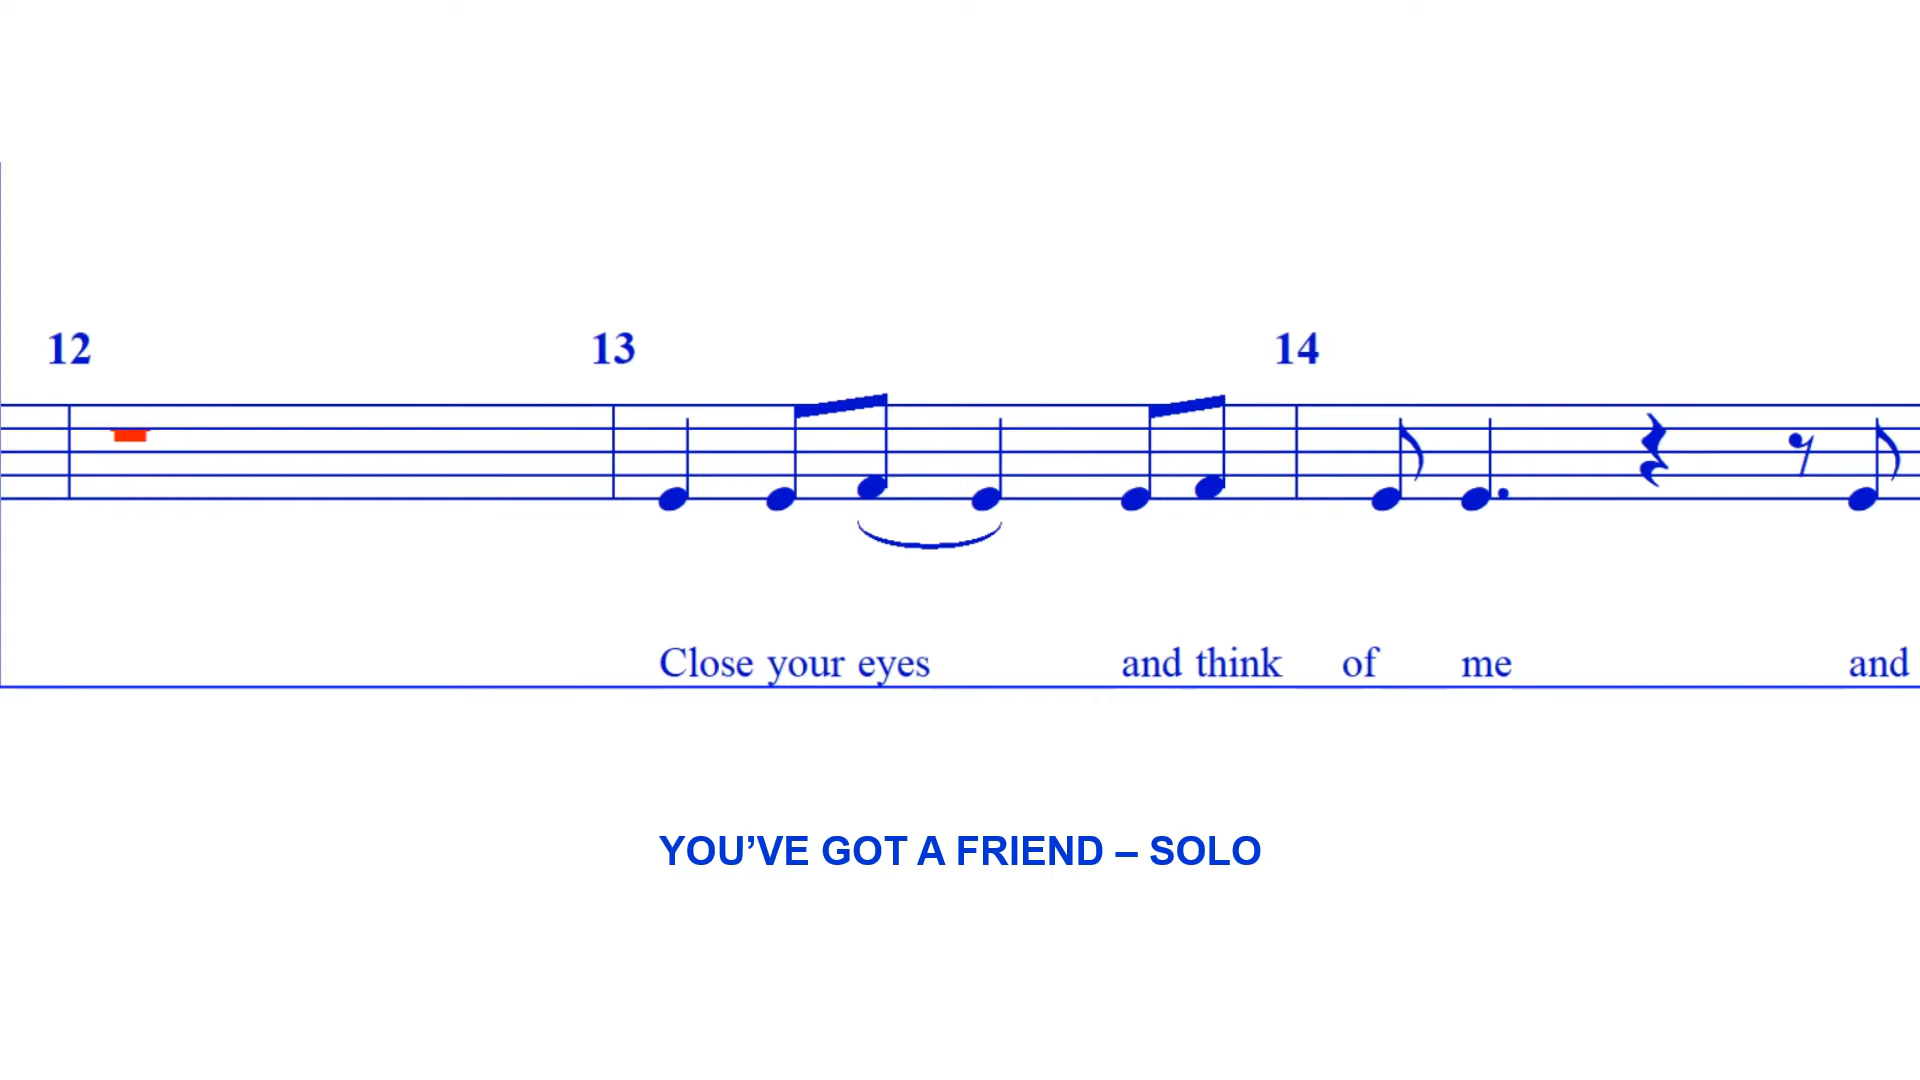 12 13 14
Close your eyes and think of me and
YOU’VE GOT A FRIEND – SOLO